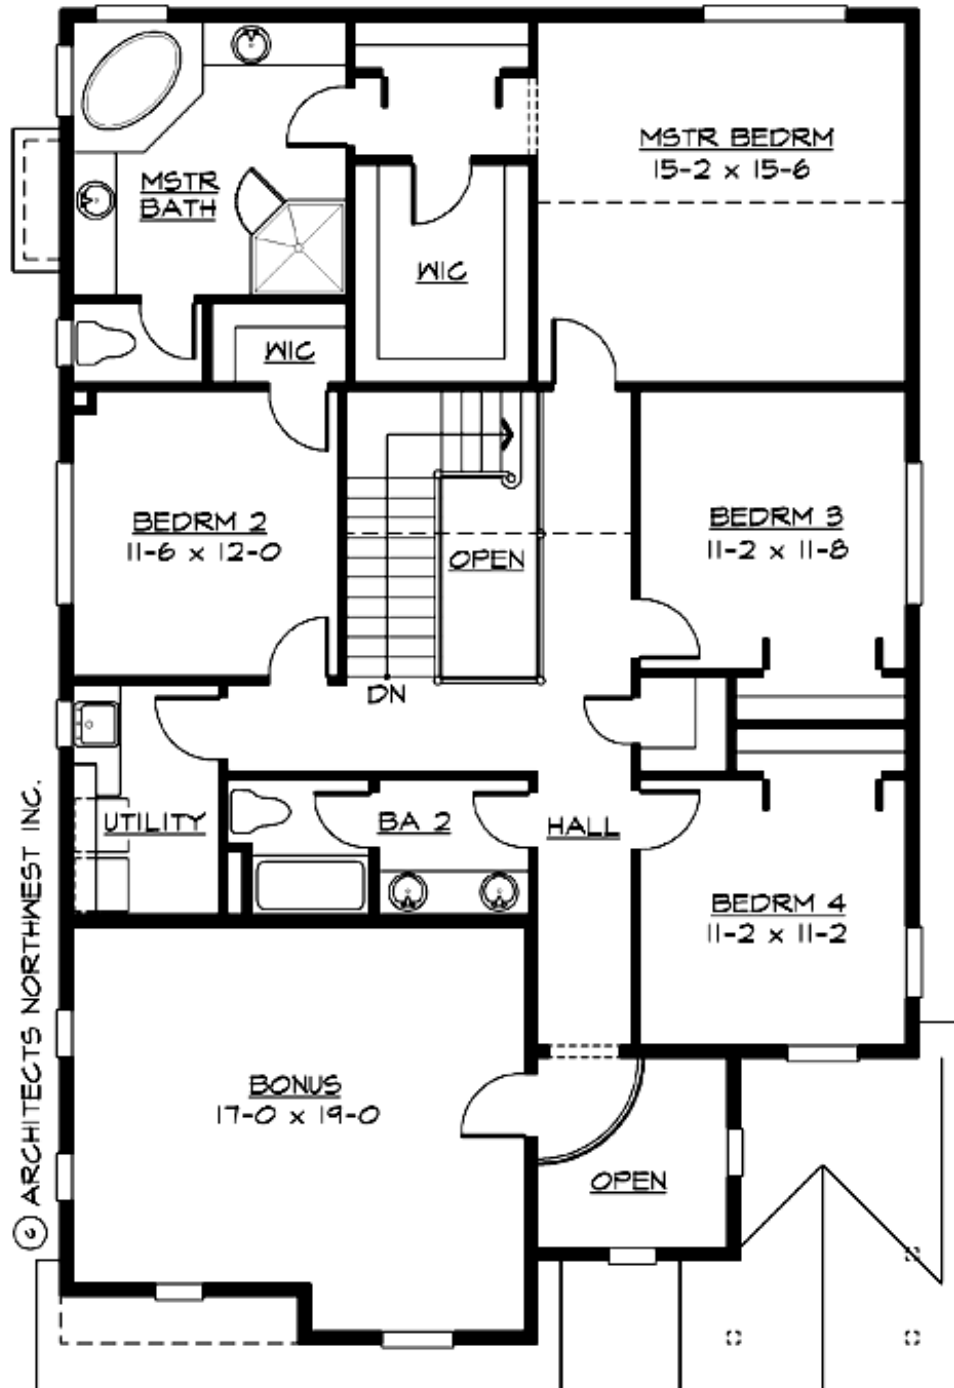 MSTR BEDRM
15-2 x 15-6
MSTR
BATH
WIC
WIC
BEDRM 2
11-6 x 12-0
BEDRM 3
11-2 x 11-8
OPEN
DN
UTILITY
BA 2
HALL
BEDRM 4
11-2 x 11-2
BONUS
17-0 x 19-0
OPEN
© ARCHITECTS NORTHWEST INC.